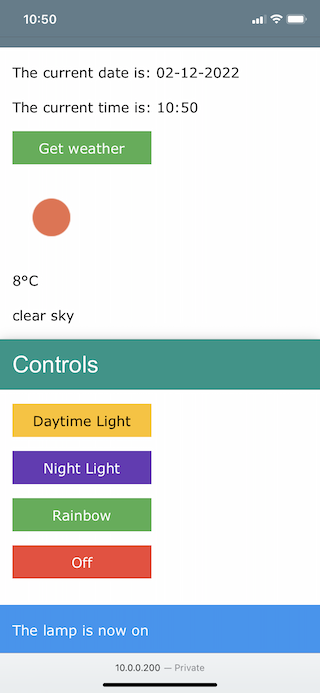 10:50
The current date is: 02-12-2022
The current time is: 10:50
Get weather
8°C
clear sky
Controls
Daytime Light
Night Light
Rainbow
Off
The lamp is now on
10.0.0.200 — Private